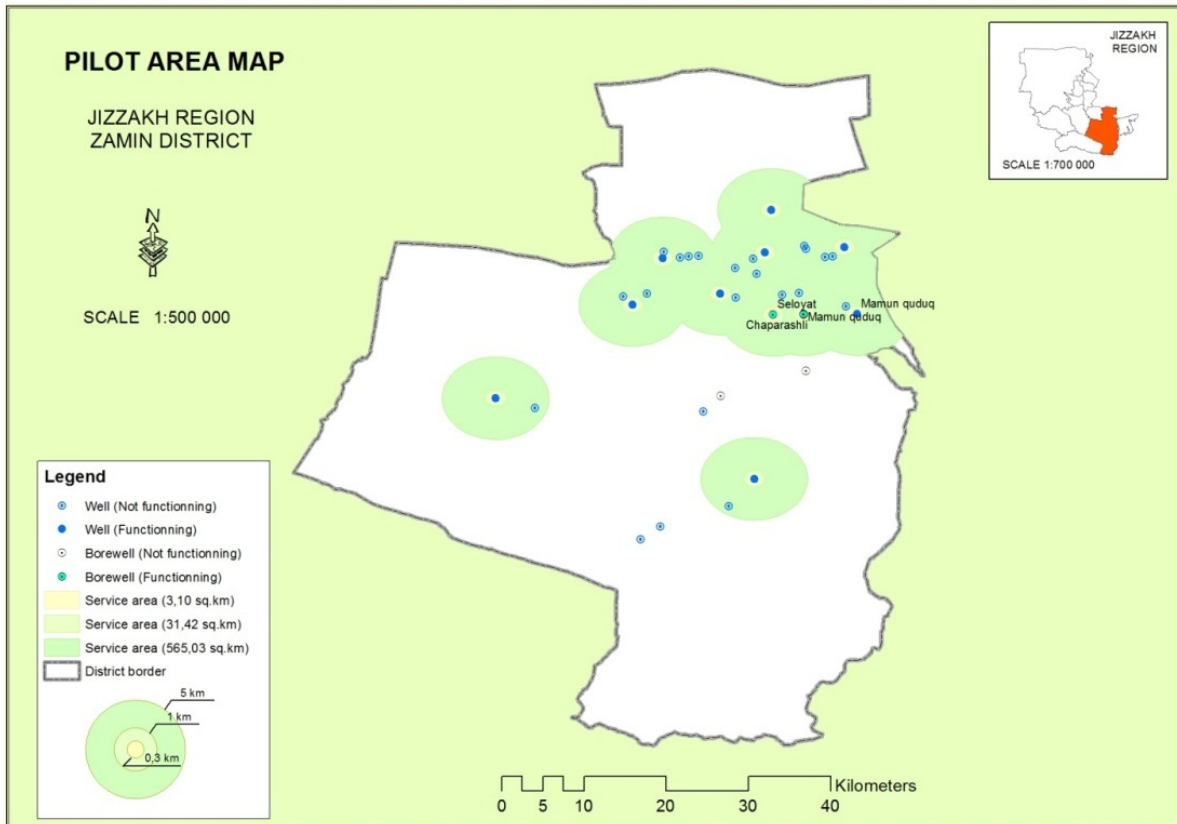 PILOT AREA MAP
JIZZAKH REGION
ZAMIN DISTRICT
N
SCALE 1:500 000
JIZZAKH
REGION
SCALE 1:700 000
Seloyat
Mamun quduq
Mamun quduq
Chaparashli
Legend
Well (Not functionning)
Well (Functionning)
Borewell (Not functionning)
Borewell (Functionning)
Service area (3,10 sq.km)
Service area (31,42 sq.km)
Service area (565,03 sq.km)
District border
5 km
1 km
0,3 km
Kilometers
0 5 10 20 30 40